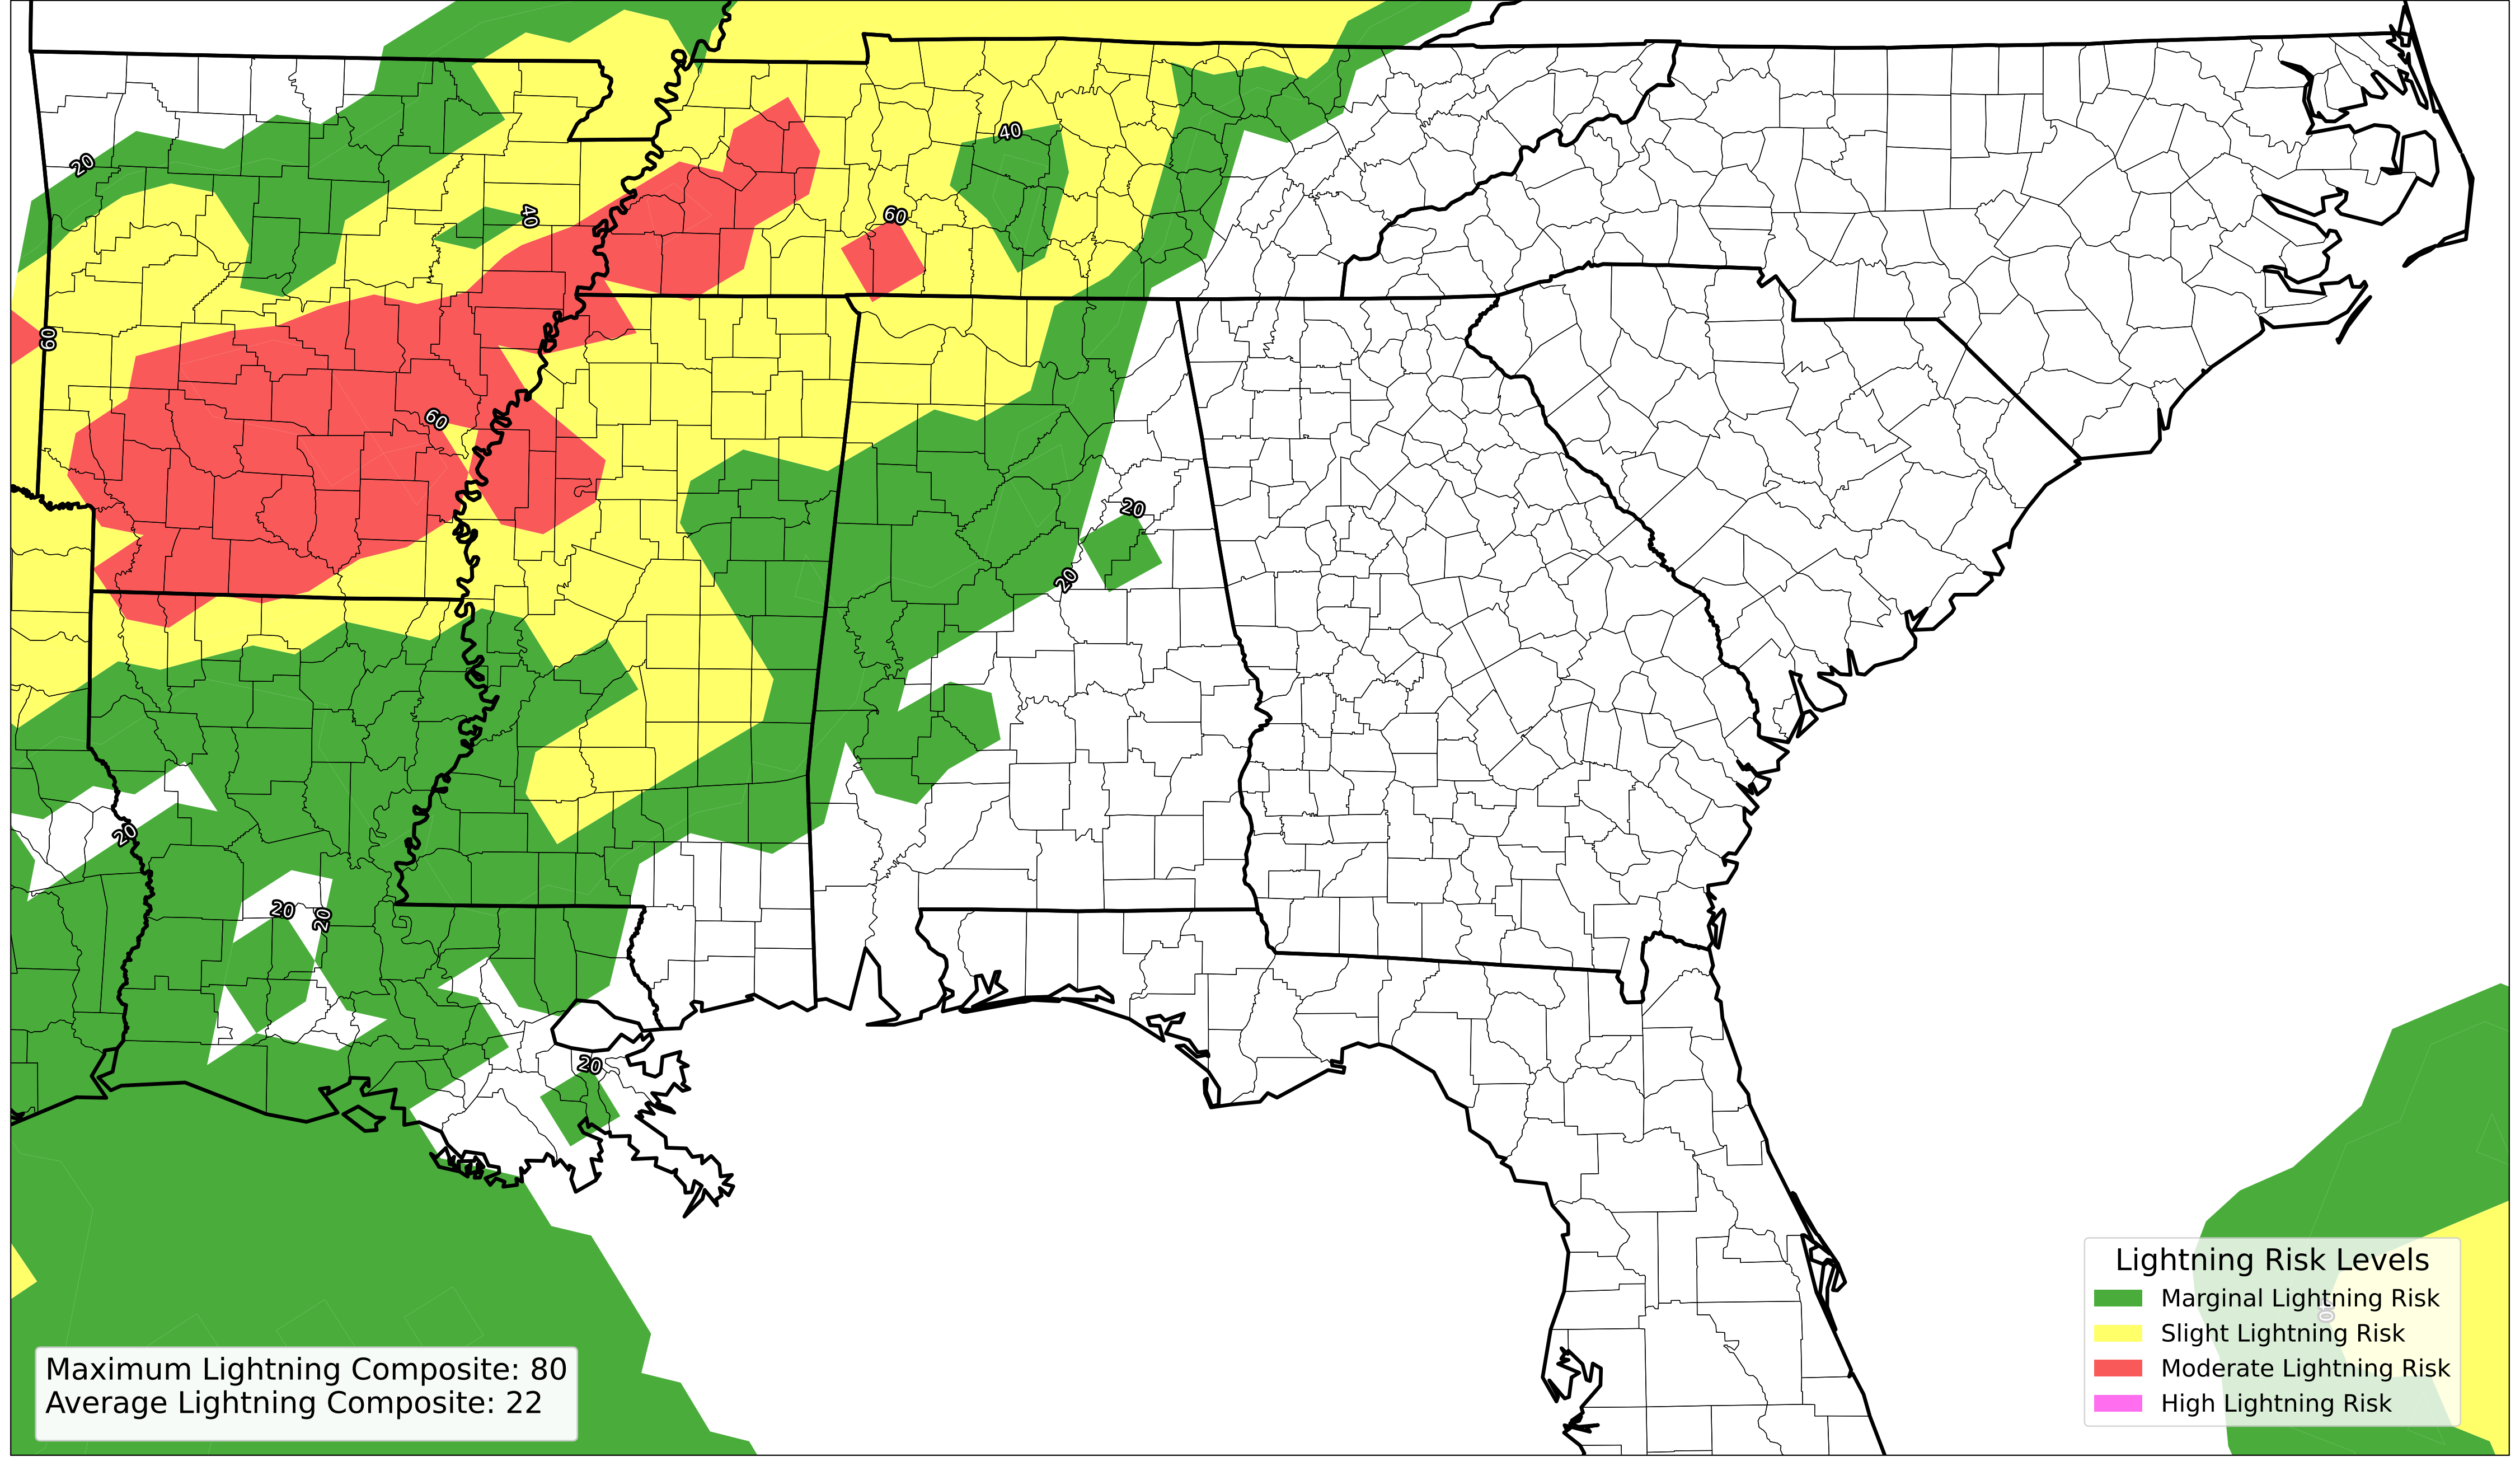 40
20
40
60
60
60
20
20
20
20
20
20
Lightning Risk Levels
Marginal Lightning Risk
Slight Lightning Risk
Moderate Lightning Risk
High Lightning Risk
Maximum Lightning Composite: 80
Average Lightning Composite: 22